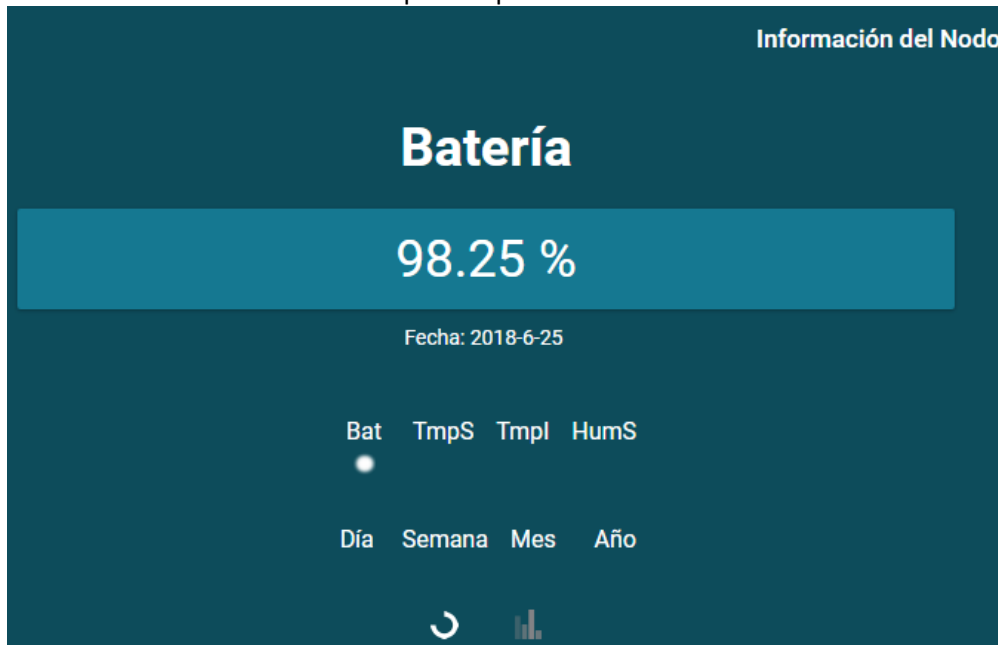 Información del Nodo
Batería
98.25 %
Fecha: 2018-6-25
Bat TmpS TmpI HumS
Día Semana Mes Año